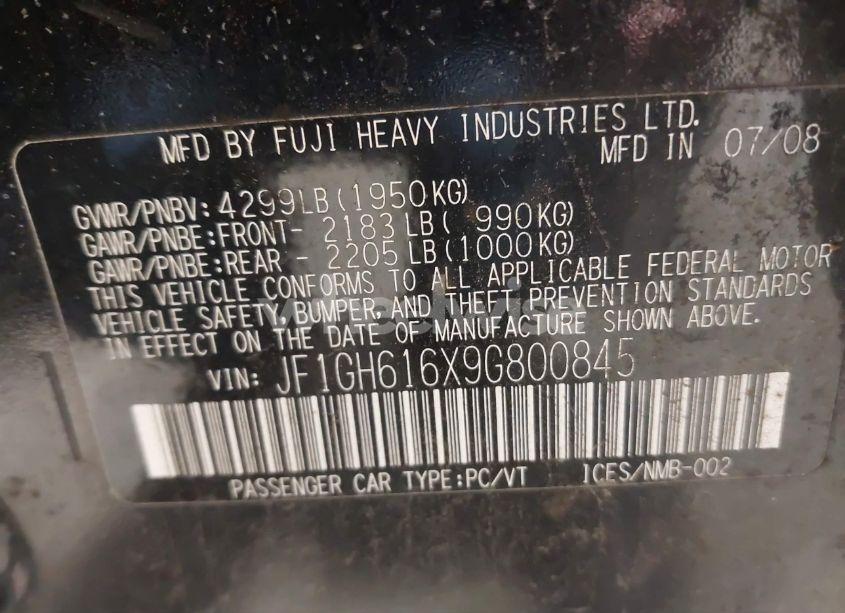 MFD BY FUJI HEAVY INDUSTRIES LTD.
MFD IN 07/08
GVWR/PNBV: 4299LB (1950KG)
GAWR/PNBE:FRONT- 2183 LB ( 990KG)
GAWR/PNBE:REAR - 2205 LB (1000KG)
THIS VEHICLE CONFORMS TO ALL APPLICABLE FEDERAL MOTOR
VEHICLE SAFETY, BUMPER, AND THEFT PREVENTION STANDARDS
IN EFFECT ON THE DATE OF MANUFACTURE SHOWN ABOVE.
VIN: JF1GH616X9G800845
PASSENGER CAR TYPE:PC/VT ICES/NMB-002